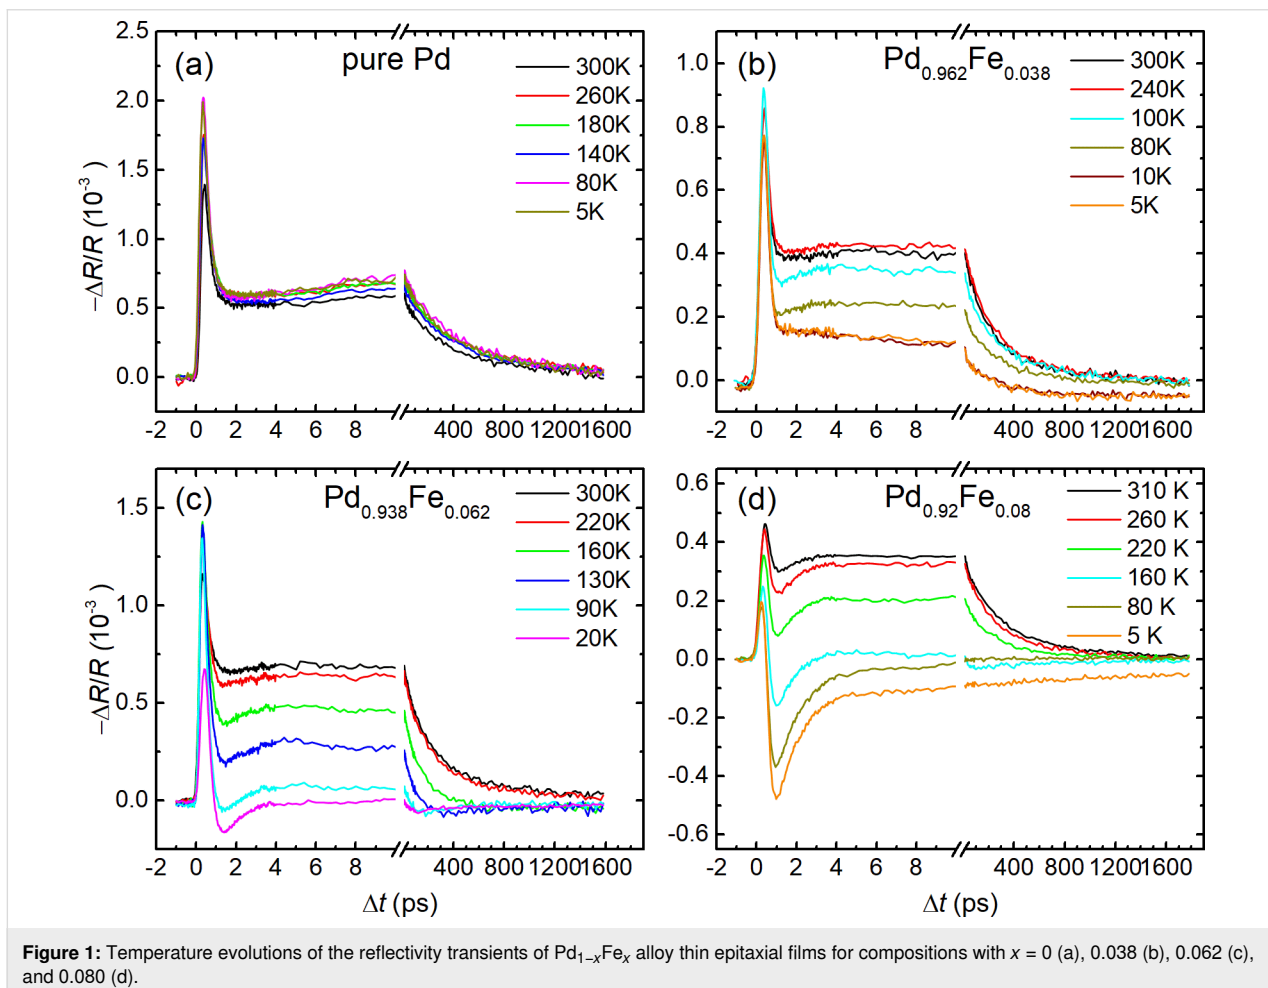 (a)
pure Pd
300K
260K
180K
140K
80K
5K
2.5
2.0
1.5
1.0
0.5
0.0
−ΔR/R (10⁻³)
-2 0 2 4 6 8 400 800 1200 1600
(b)
Pd₀.₉₆₂Fe₀.₀₃₈
300K
240K
100K
80K
10K
5K
1.0
0.8
0.6
0.4
0.2
0.0
-2 0 2 4 6 8 400 800 1200 1600
(c)
Pd₀.₉₃₈Fe₀.₀₆₂
300K
220K
160K
130K
90K
20K
1.5
1.0
0.5
0.0
−ΔR/R (10⁻³)
-2 0 2 4 6 8 400 800 1200 1600
Δt (ps)
(d)
Pd₀.₉₂Fe₀.₀₈
310 K
260 K
220 K
160 K
80 K
5 K
0.6
0.4
0.2
0.0
-0.2
-0.4
-0.6
-2 0 2 4 6 8 400 800 1200 1600
Δt (ps)
Figure 1: Temperature evolutions of the reflectivity transients of Pd₁₋ₓFeₓ alloy thin epitaxial films for compositions with x = 0 (a), 0.038 (b), 0.062 (c),
and 0.080 (d).